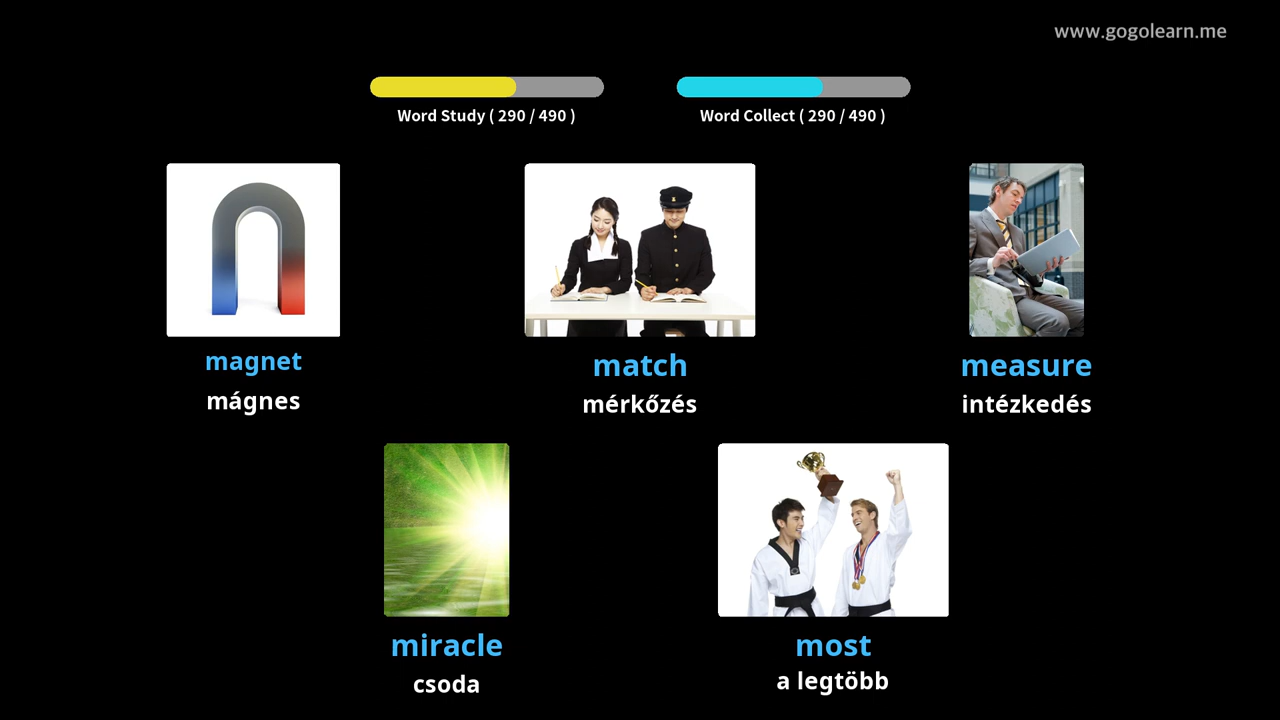 www.gogolearn.me
Word Study ( 290 / 490 )
Word Collect ( 290 / 490 )
magnet
mágnes
match
mérkőzés
measure
intézkedés
miracle
csoda
most
a legtöbb